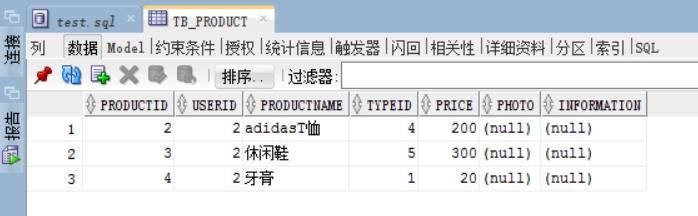 test.sql TB_PRODUCT
列 数据 Model 约束条件 授权 统计信息 触发器 闪回 相关性 详细资料 分区 索引 SQL
排序.. 过滤器:
PRODUCTID USERID PRODUCTNAME TYPEID PRICE PHOTO INFORMATION
1 2 2 adidasT恤 4 200 (null) (null)
2 3 2 休闲鞋 5 300 (null) (null)
3 4 2 牙膏 1 20 (null) (null)
连接
报告